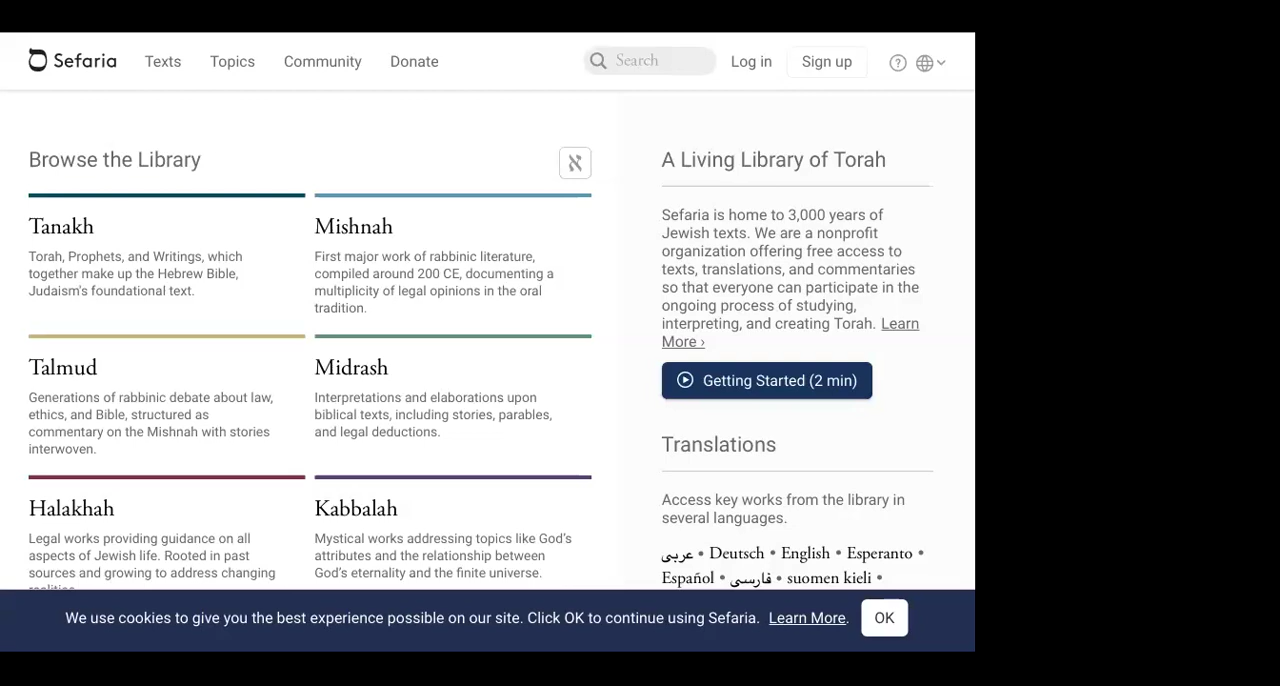 Sefaria
Texts
Topics
Community
Donate
Search
Log in
Sign up
Browse the Library
א
Tanakh
Torah, Prophets, and Writings, which
together make up the Hebrew Bible,
Judaism's foundational text.
Mishnah
First major work of rabbinic literature,
compiled around 200 CE, documenting a
multiplicity of legal opinions in the oral
tradition.
Talmud
Generations of rabbinic debate about law,
ethics, and Bible, structured as
commentary on the Mishnah with stories
interwoven.
Midrash
Interpretations and elaborations upon
biblical texts, including stories, parables,
and legal deductions.
Halakhah
Legal works providing guidance on all
aspects of Jewish life. Rooted in past
sources and growing to address changing
Kabbalah
Mystical works addressing topics like God's
attributes and the relationship between
God's eternality and the finite universe.
A Living Library of Torah
Sefaria is home to 3,000 years of
Jewish texts. We are a nonprofit
organization offering free access to
texts, translations, and commentaries
so that everyone can participate in the
ongoing process of studying,
interpreting, and creating Torah. Learn
More ›
Getting Started (2 min)
Translations
Access key works from the library in
several languages.
عربى • Deutsch • English • Esperanto •
Español • فارسى • suomen kieli •
We use cookies to give you the best experience possible on our site. Click OK to continue using Sefaria. Learn More.
OK